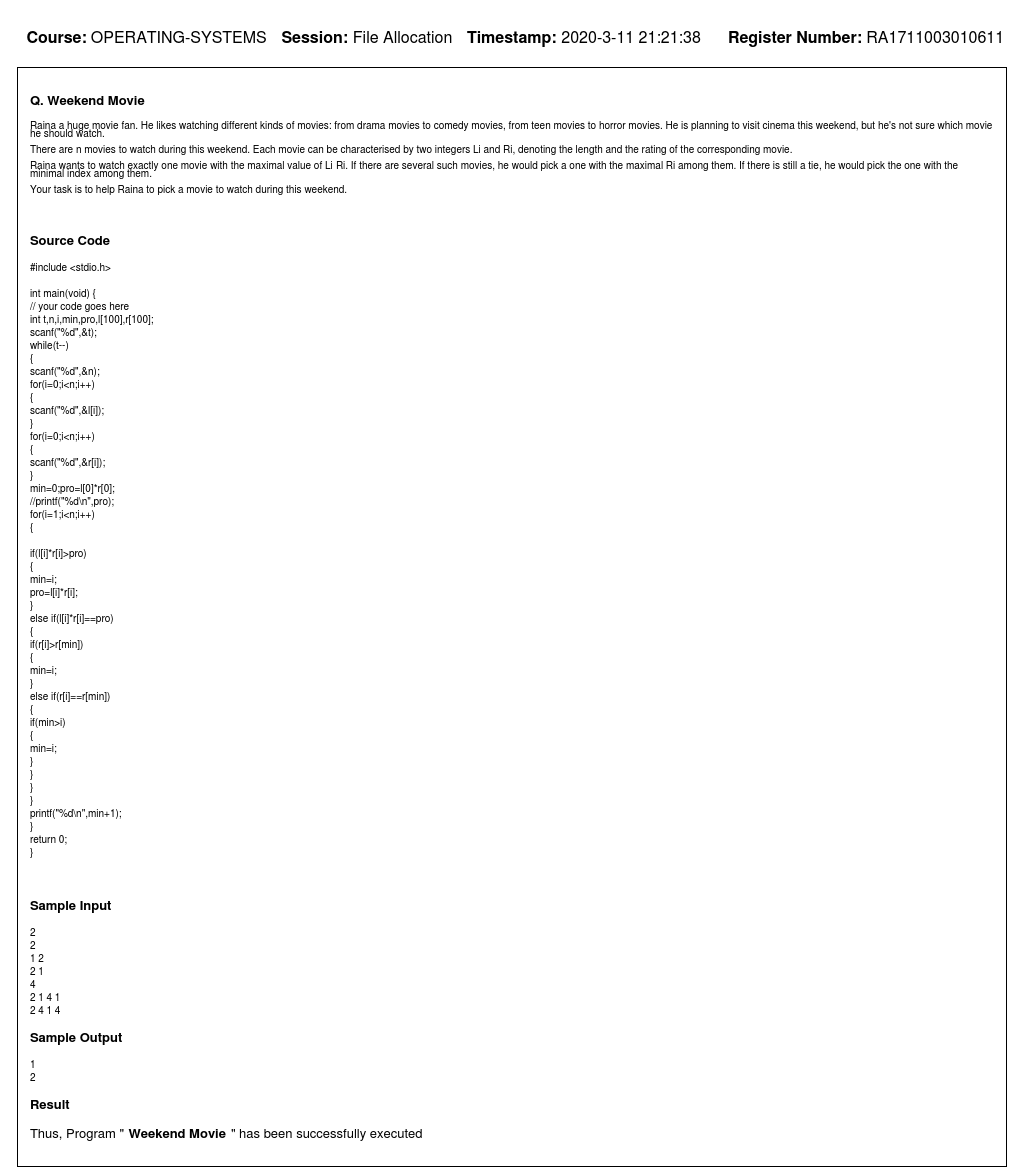 Course: OPERATING-SYSTEMS Session: File Allocation Timestamp: 2020-3-11 21:21:38 Register Number: RA1711003010611
Q. Weekend Movie
Raina a huge movie fan. He likes watching different kinds of movies: from drama movies to comedy movies, from teen movies to horror movies. He is planning to visit cinema this weekend, but he's not sure which movie
he should watch.
There are n movies to watch during this weekend. Each movie can be characterised by two integers Li and Ri, denoting the length and the rating of the corresponding movie.
Raina wants to watch exactly one movie with the maximal value of Li Ri. If there are several such movies, he would pick a one with the maximal Ri among them. If there is still a tie, he would pick the one with the
minimal index among them.
Your task is to help Raina to pick a movie to watch during this weekend.
Source Code
#include <stdio.h>
int main(void) {
// your code goes here
int t,n,i,min,pro,l[100],r[100];
scanf("%d",&t);
while(t--)
{
scanf("%d",&n);
for(i=0;i<n;i++)
{
scanf("%d",&l[i]);
}
for(i=0;i<n;i++)
{
scanf("%d",&r[i]);
}
min=0;pro=l[0]*r[0];
//printf("%d\n",pro);
for(i=1;i<n;i++)
{
if(l[i]*r[i]>pro)
{
min=i;
pro=l[i]*r[i];
}
else if(l[i]*r[i]==pro)
{
if(r[i]>r[min])
{
min=i;
}
else if(r[i]==r[min])
{
if(min>i)
{
min=i;
}
}
}
}
printf("%d\n",min+1);
}
return 0;
}
Sample Input
2
2
1 2
2 1
4
2 1 4 1
2 4 1 4
Sample Output
1
2
Result
Thus, Program " Weekend Movie " has been successfully executed